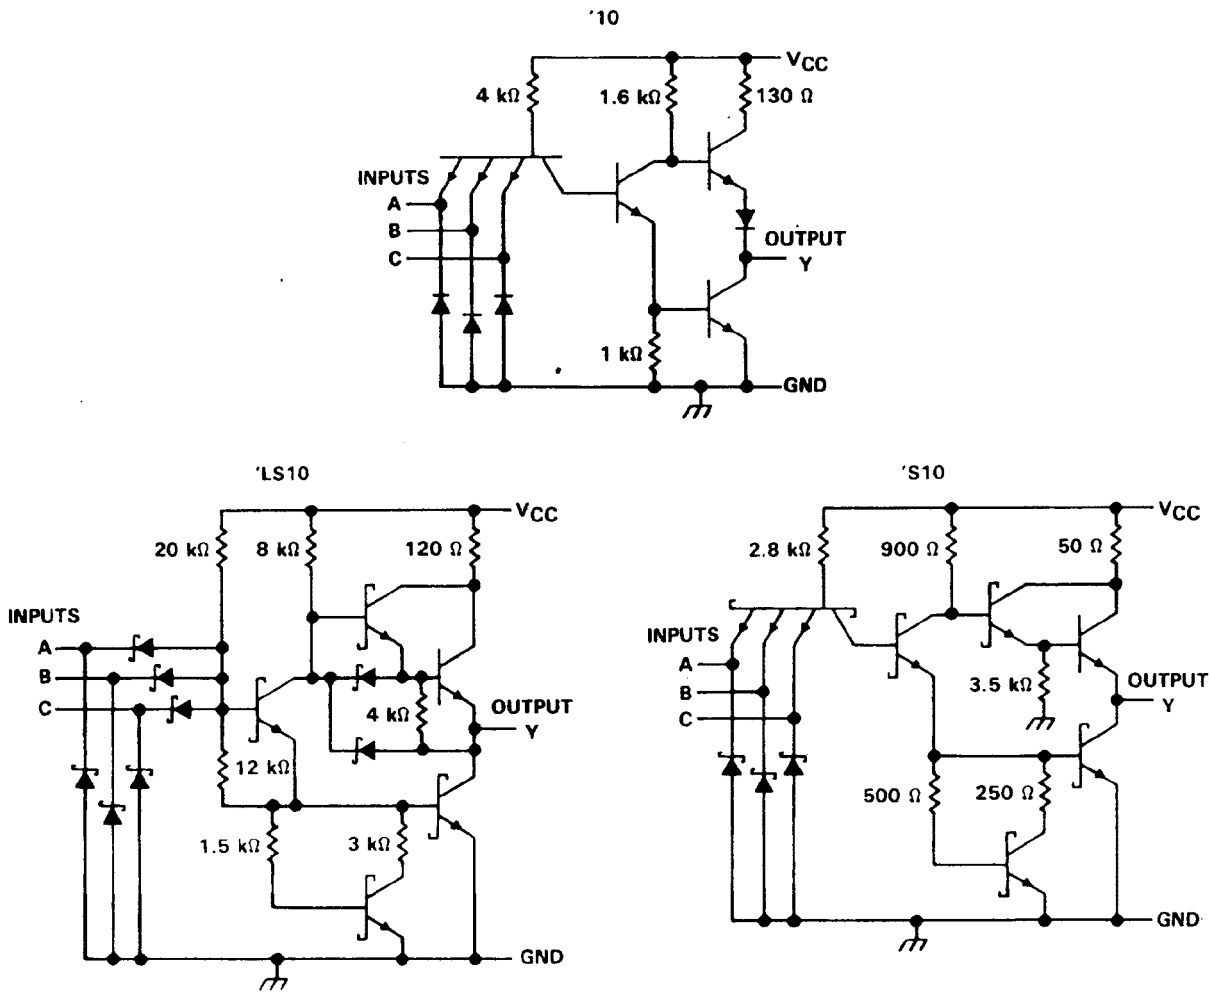 '10
VCC
4 kΩ
1.6 kΩ
130 Ω
INPUTS
A
B
C
OUTPUT
Y
1 kΩ
GND
'LS10
VCC
20 kΩ
8 kΩ
120 Ω
INPUTS
A
B
C
4 kΩ
OUTPUT
Y
12 kΩ
1.5 kΩ
3 kΩ
GND
'S10
VCC
2.8 kΩ
900 Ω
50 Ω
INPUTS
A
B
C
3.5 kΩ
OUTPUT
Y
500 Ω
250 Ω
GND